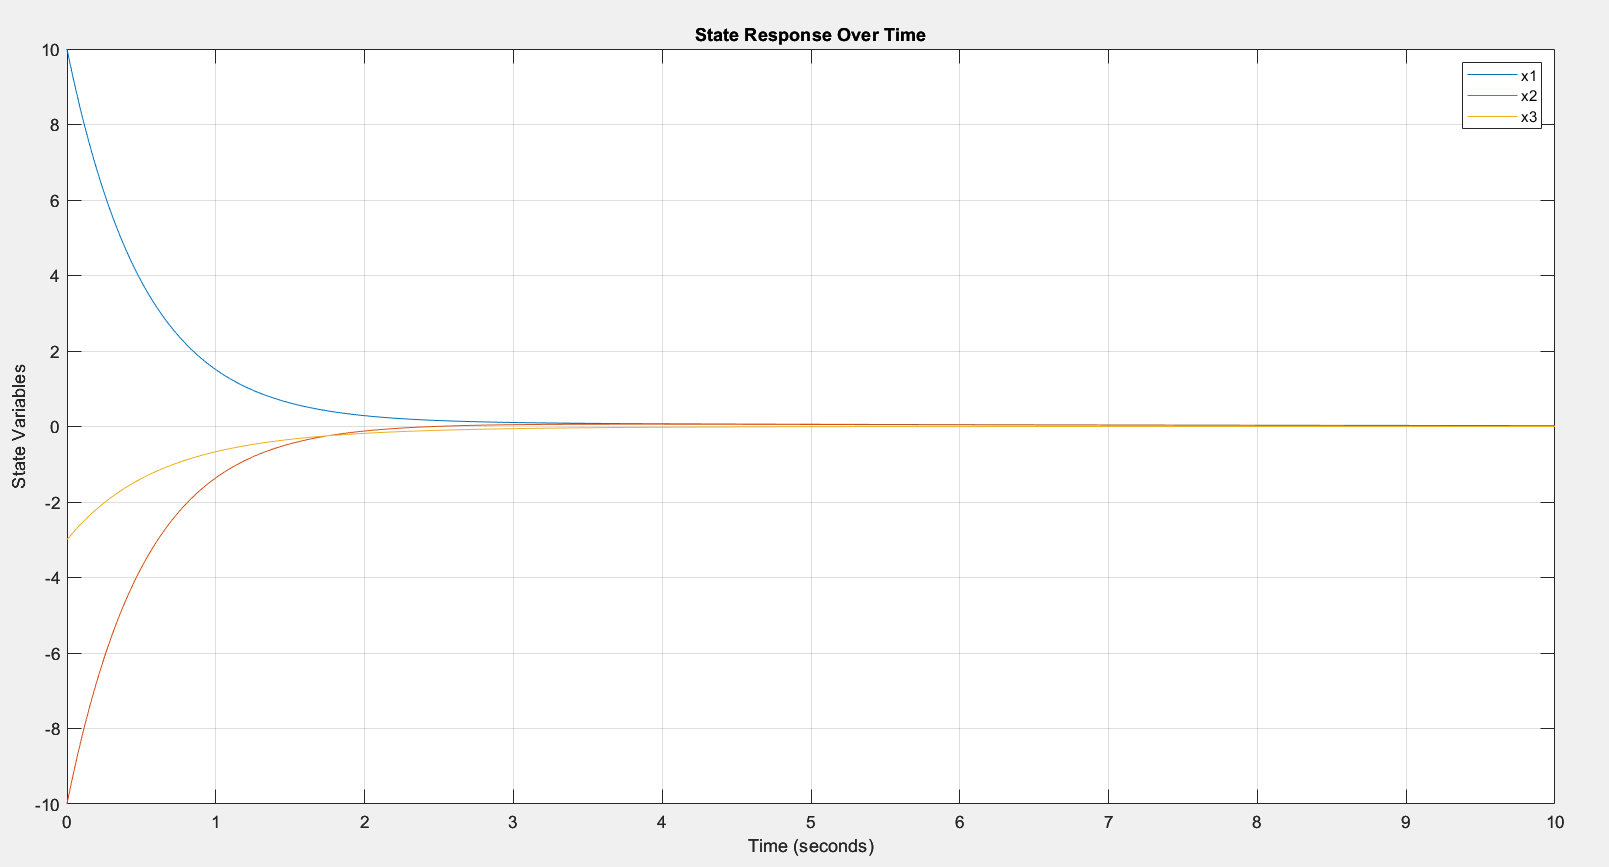 State Response Over Time
x1
x2
x3
10
8
6
4
2
0
-2
-4
-6
-8
-10
State Variables
0 1 2 3 4 5 6 7 8 9 10
Time (seconds)